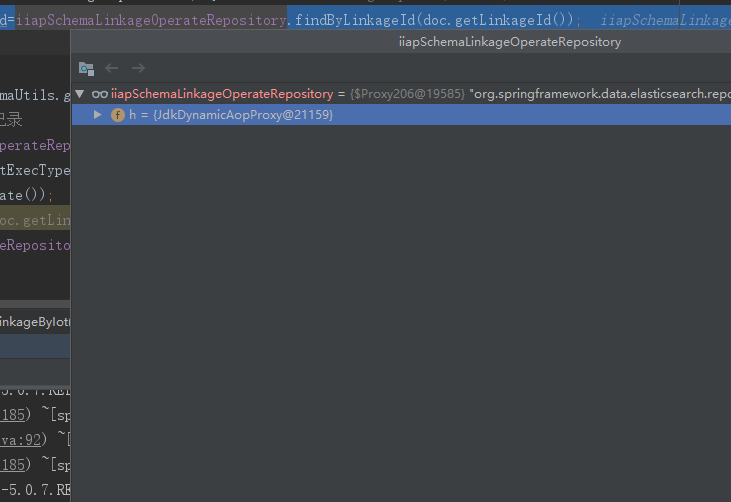 d=iiapSchemaLinkageOperateRepository.findByLinkageId(doc.getLinkageId()); iiapSchemaLinkage
iiapSchemaLinkageOperateRepository
iiapSchemaLinkageOperateRepository = {$Proxy206@19585} "org.springframework.data.elasticsearch.repo
maUtils.g
h = {JdkDynamicAopProxy@21159}
记录
perateRep
tExecType
ate());
oc.getLin
eReposito
inkageByIot(
-5.0.7.REL
185) ~[sp
va:92) ~[
185) ~[sp
-5.0.7.RE